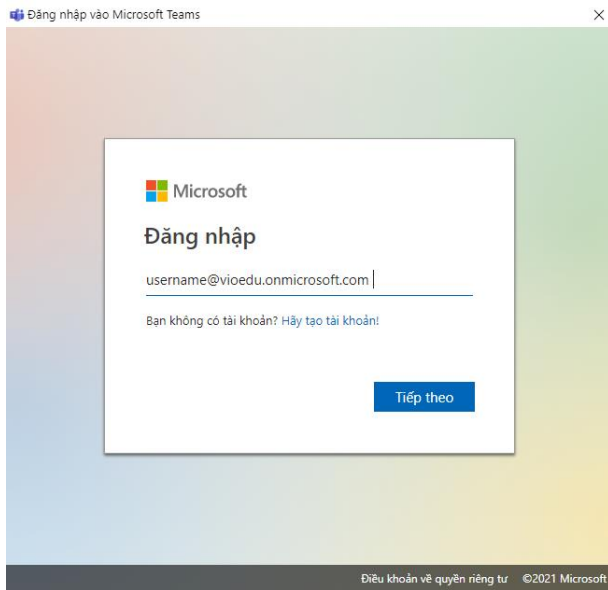 Đăng nhập vào Microsoft Teams
Microsoft
Đăng nhập
username@vioedu.onmicrosoft.com
Bạn không có tài khoản? Hãy tạo tài khoản!
Tiếp theo
Điều khoản về quyền riêng tư ©2021 Microsoft